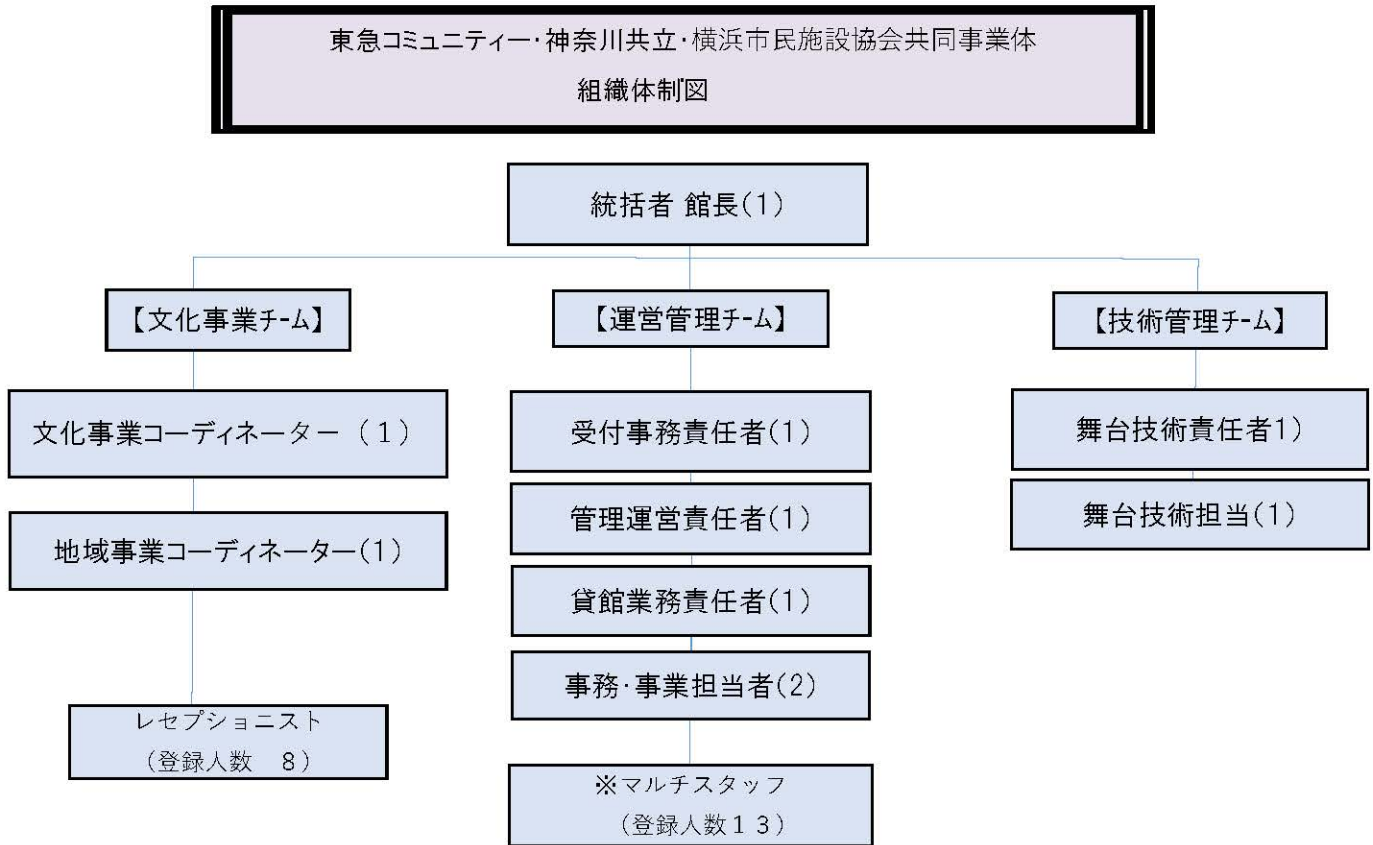 東急コミュニティー・神奈川共立・横浜市民施設協会共同事業体
組織体制図
統括者 館長(1)
【文化事業チ-ム】
【運営管理チ-ム】
【技術管理チ-ム】
文化事業コーディネーター（１）
地域事業コーディネーター(1)
レセプショニスト
（登録人数　８）
受付事務責任者(1)
管理運営責任者(1)
貸館業務責任者(1)
事務・事業担当者(2)
※マルチスタッフ
（登録人数１３）
舞台技術責任者1)
舞台技術担当(1)